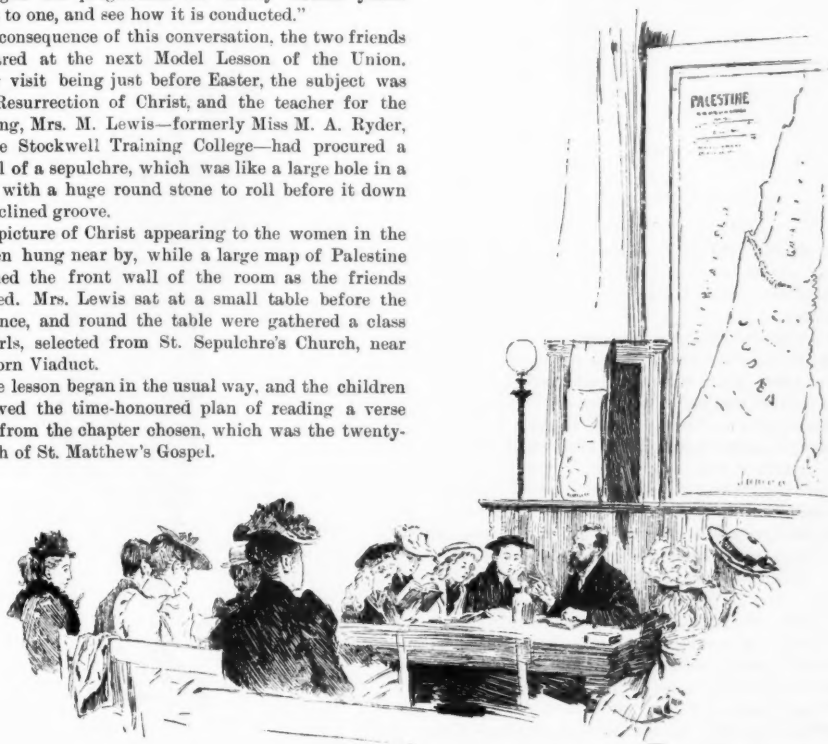 to one, and see how it is conducted."
consequence of this conversation, the two friends
red at the next Model Lesson of the Union.
visit being just before Easter, the subject was
Resurrection of Christ, and the teacher for the
ng, Mrs. M. Lewis—formerly Miss M. A. Ryder,
e Stockwell Training College—had procured a
l of a sepulchre, which was like a large hole in a
with a huge round stone to roll before it down
clined groove.
picture of Christ appearing to the women in the
n hung near by, while a large map of Palestine
ed the front wall of the room as the friends
ed. Mrs. Lewis sat at a small table before the
nce, and round the table were gathered a class
irls, selected from St. Sepulchre's Church, near
orn Viaduct.
e lesson began in the usual way, and the children
wed the time-honoured plan of reading a verse
from the chapter chosen, which was the twenty-
h of St. Matthew's Gospel.
PALESTINE